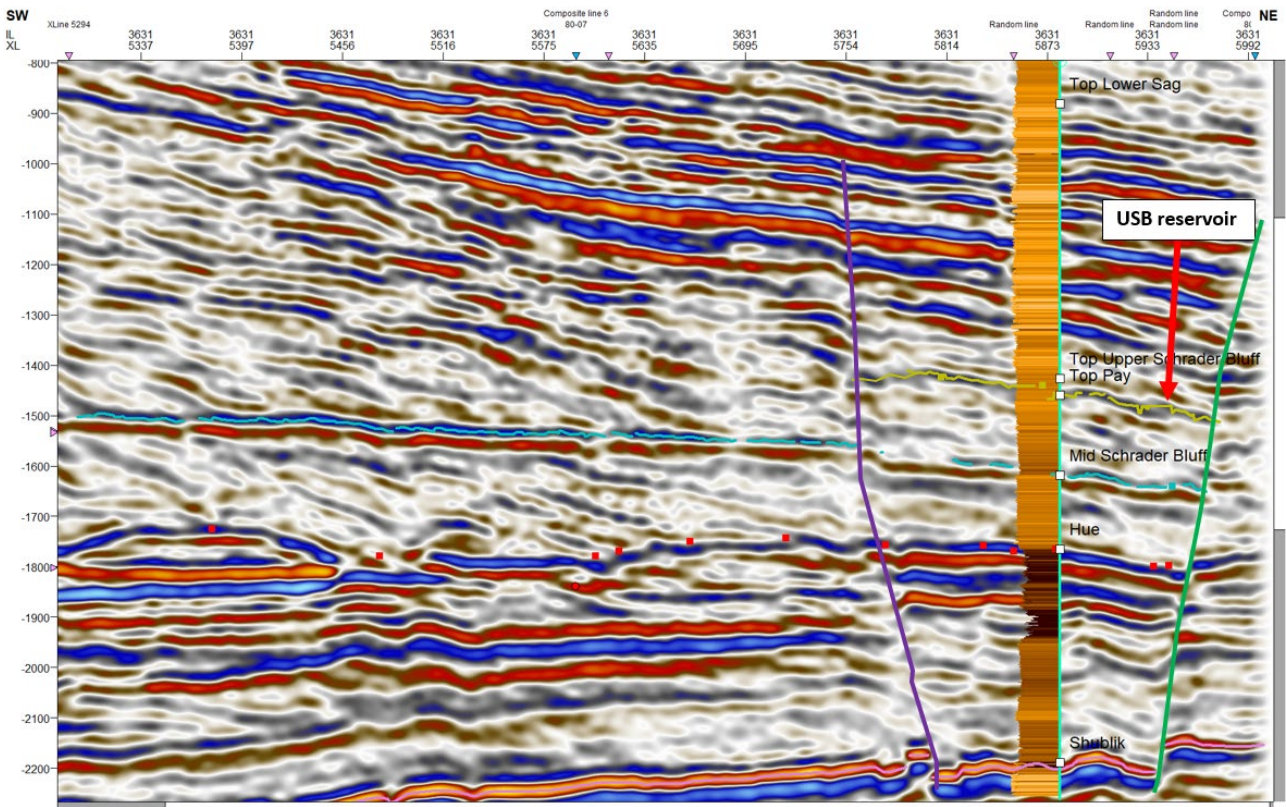 SW
XLine 5294
Composite line 6
80-07
Random line
Random line
Random line
Random line
Compo
80
NE
IL
XL
3631 3631 3631 3631 3631 3631 3631 3631 3631 3631 3631 3631
5337 5397 5456 5516 5575 5635 5695 5754 5814 5873 5933 5992
-800
-900
-1000
-1100
-1200
-1300
-1400
-1500
-1600
-1700
-1800
-1900
-2000
-2100
-2200
Top Lower Sag
USB reservoir
Top Upper Schrader Bluff
Top Pay
Mid Schrader Bluff
Hue
Shublik